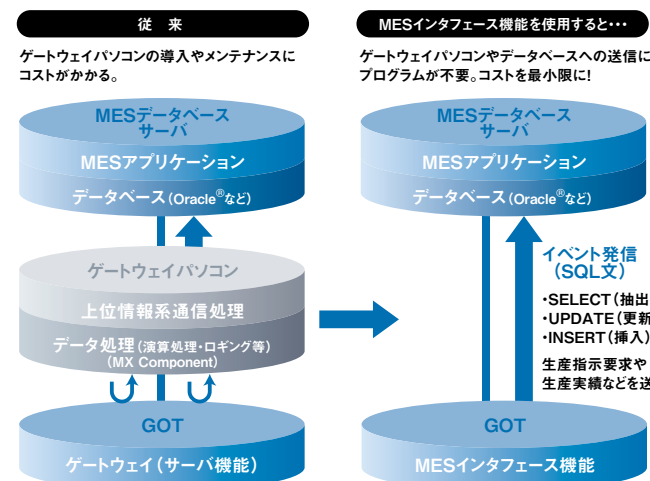 従 来
ゲートウェイパソコンの導入やメンテナンスに
コストがかかる。
MESデータベース
サーバ
MESアプリケーション
データベース(Oracle®など)
ゲートウェイパソコン
上位情報系通信処理
データ処理(演算処理・ロギング等)
(MX Component)
GOT
ゲートウェイ(サーバ機能)
MESインタフェース機能を使用すると･･･
ゲートウェイパソコンやデータベースへの送信に
プログラムが不要。コストを最小限に!
MESデータベース
サーバ
MESアプリケーション
データベース(Oracle®など)
イベント発信
(SQL文)
・SELECT(抽出
・UPDATE(更新
・INSERT(挿入)
生産指示要求や
生産実績などを送
GOT
MESインタフェース機能